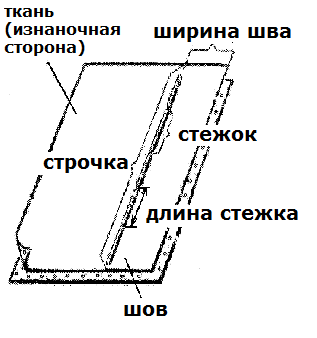 ткань
(изнаночная
сторона)
ширина шва
стежок
строчка
длина стежка
шов